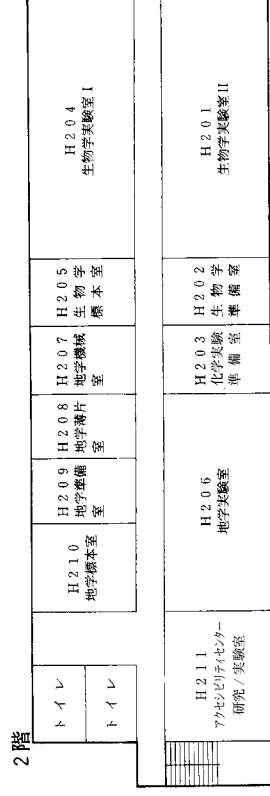 2階
トイレ
トイレ
H210
地学標本室
H209
地学準備
室
H208
地学薄片
室
H207
地学機械
室
H205
生物学
標本室
H204
生物学実験室I
H211
アクセシビリティセンター
研究/実験室
H206
地学実験室
H203
化学実験
準備室
H202
生物学
準備室
H201
生物学実験室II